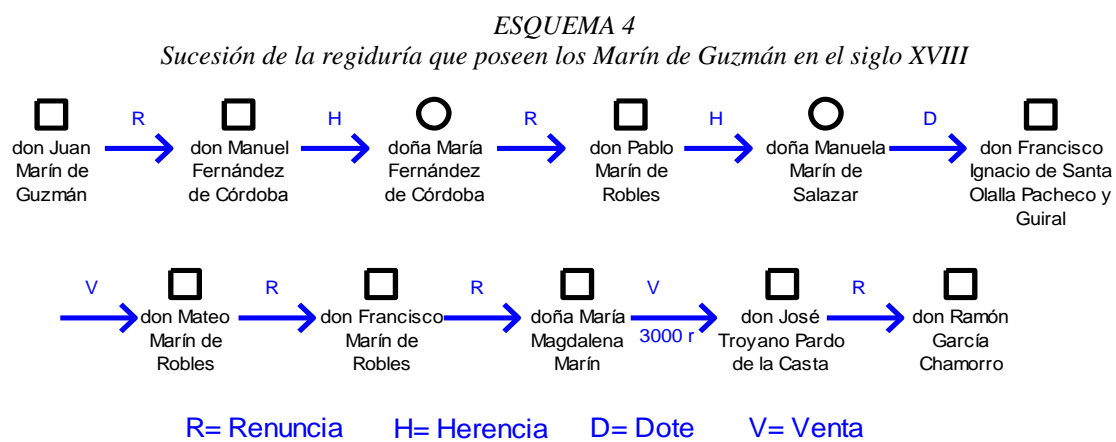 ESQUEMA 4
Sucesión de la regiduría que poseen los Marín de Guzmán en el siglo XVIII
R
H
R
H
D
don Juan
Marín de
Guzmán
don Manuel
Fernández
de Córdoba
doña María
Fernández
de Córdoba
don Pablo
Marín de
Robles
doña Manuela
Marín de
Salazar
don Francisco
Ignacio de Santa
Olalla Pacheco y
Guiral
V
R
R
V
R
don Mateo
Marín de
Robles
don Francisco
Marín de
Robles
doña María
Magdalena
Marín
3000 r
don José
Troyano Pardo
de la Casta
don Ramón
García
Chamorro
R= Renuncia H= Herencia D= Dote V= Venta